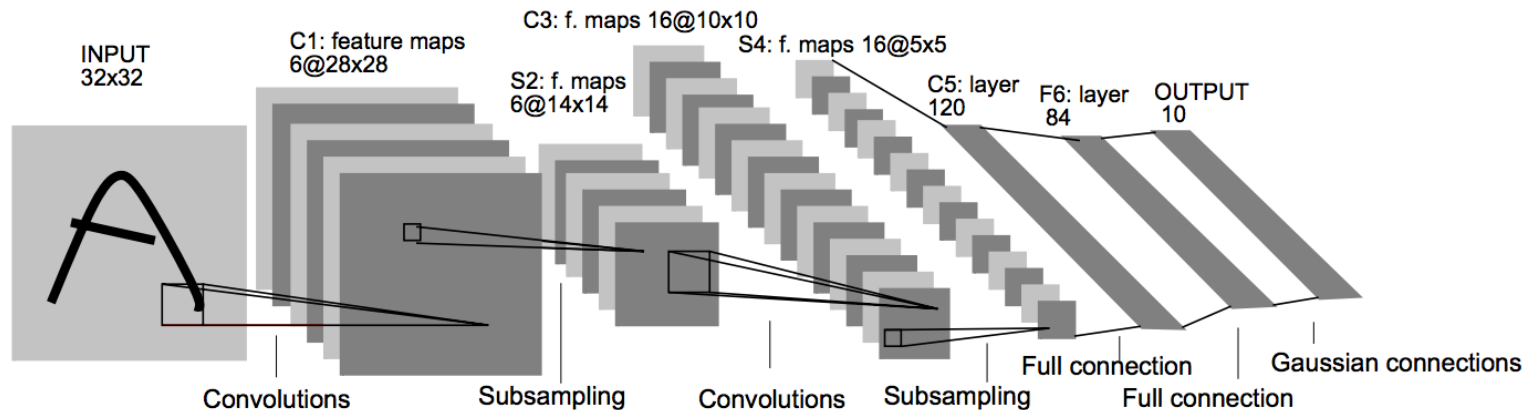 INPUT
32x32
C1: feature maps
6@28x28
S2: f. maps
6@14x14
C3: f. maps 16@10x10
S4: f. maps 16@5x5
C5: layer
120
F6: layer
84
OUTPUT
10
Convolutions
Subsampling
Convolutions
Subsampling
Full connection
Full connection
Gaussian connections